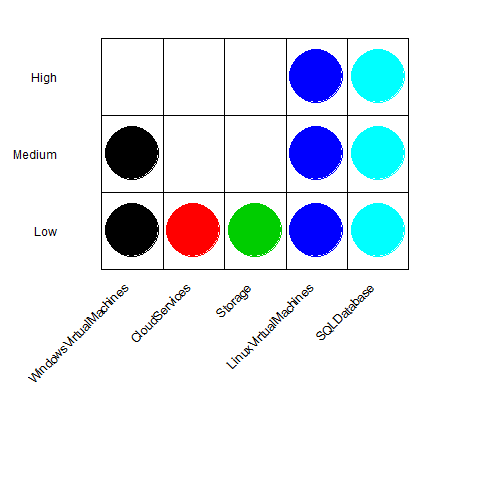 High
Medium
Low
WindowsVirtualMachines
CloudServices
Storage
LinuxVirtualMachines
SQLDatabase